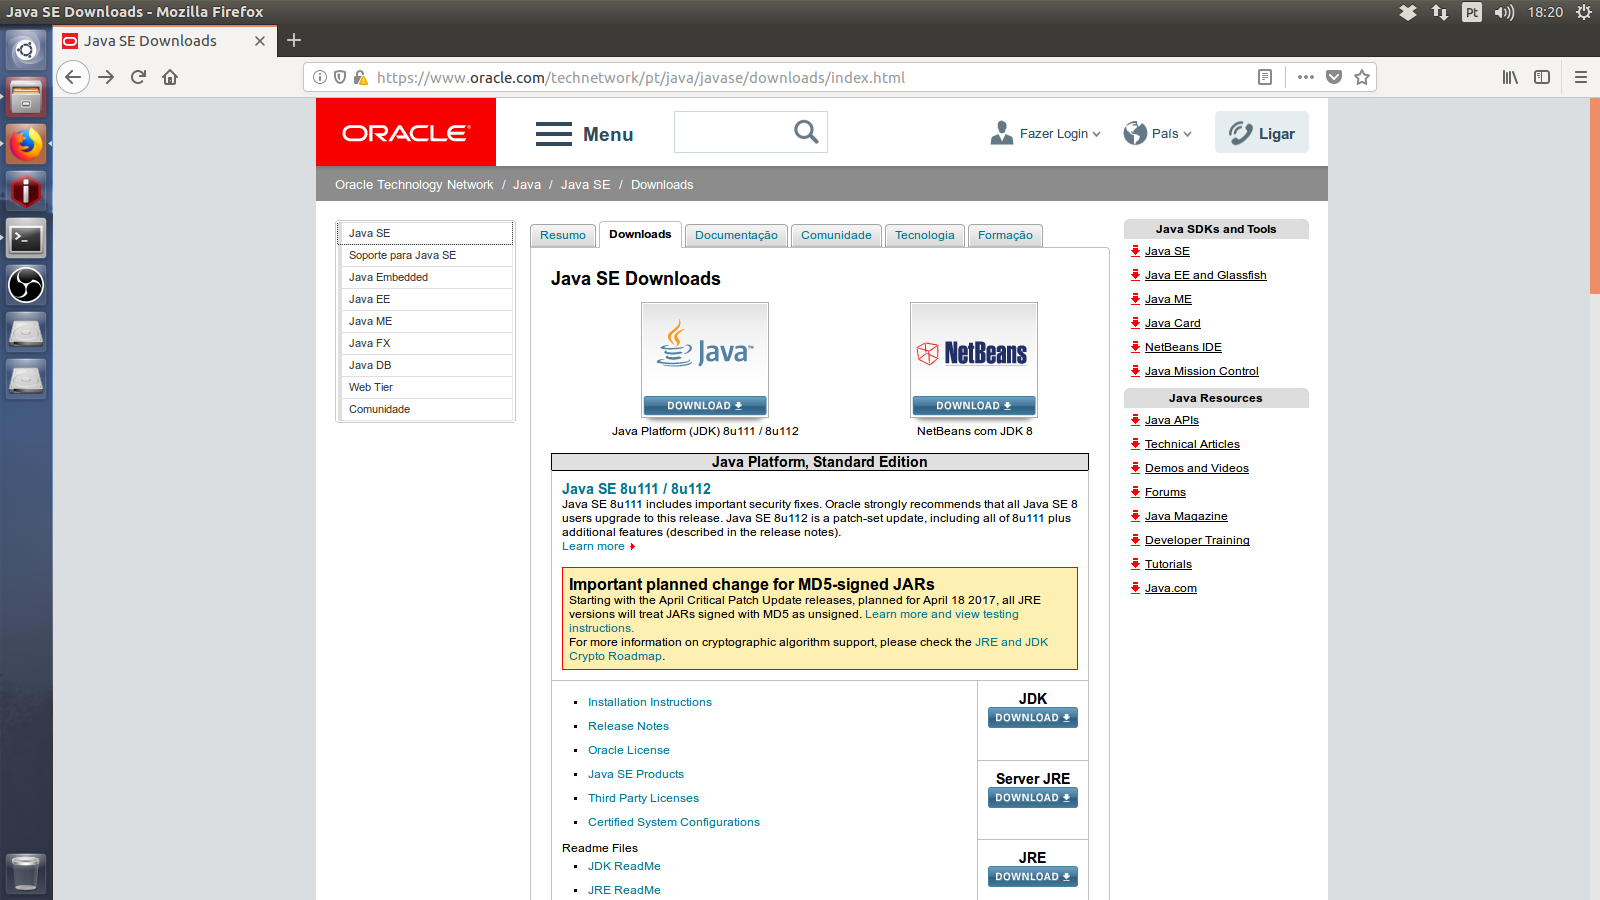 Java SE Downloads - Mozilla Firefox
Pt
18:20
Java SE Downloads
https://www.oracle.com/technetwork/pt/java/javase/downloads/index.html
ORACLE
Menu
Fazer Login
País
Ligar
Oracle Technology Network / Java / Java SE / Downloads
Java SE
Soporte para Java SE
Java Embedded
Java EE
Java ME
Java FX
Java DB
Web Tier
Comunidade
Resumo
Downloads
Documentação
Comunidade
Tecnologia
Formação
Java SE Downloads
Java™
DOWNLOAD
Java Platform (JDK) 8u111 / 8u112
NetBeans
DOWNLOAD
NetBeans com JDK 8
Java Platform, Standard Edition
Java SE 8u111 / 8u112
Java SE 8u111 includes important security fixes. Oracle strongly recommends that all Java SE 8
users upgrade to this release. Java SE 8u112 is a patch-set update, including all of 8u111 plus
additional features (described in the release notes).
Learn more
Important planned change for MD5-signed JARs
Starting with the April Critical Patch Update releases, planned for April 18 2017, all JRE
versions will treat JARs signed with MD5 as unsigned. Learn more and view testing
instructions.
For more information on cryptographic algorithm support, please check the JRE and JDK
Crypto Roadmap.
Installation Instructions
Release Notes
Oracle License
Java SE Products
Third Party Licenses
Certified System Configurations
Readme Files
JDK ReadMe
JRE ReadMe
JDK
DOWNLOAD
Server JRE
DOWNLOAD
JRE
DOWNLOAD
Java SDKs and Tools
Java SE
Java EE and Glassfish
Java ME
Java Card
NetBeans IDE
Java Mission Control
Java Resources
Java APIs
Technical Articles
Demos and Videos
Forums
Java Magazine
Developer Training
Tutorials
Java.com